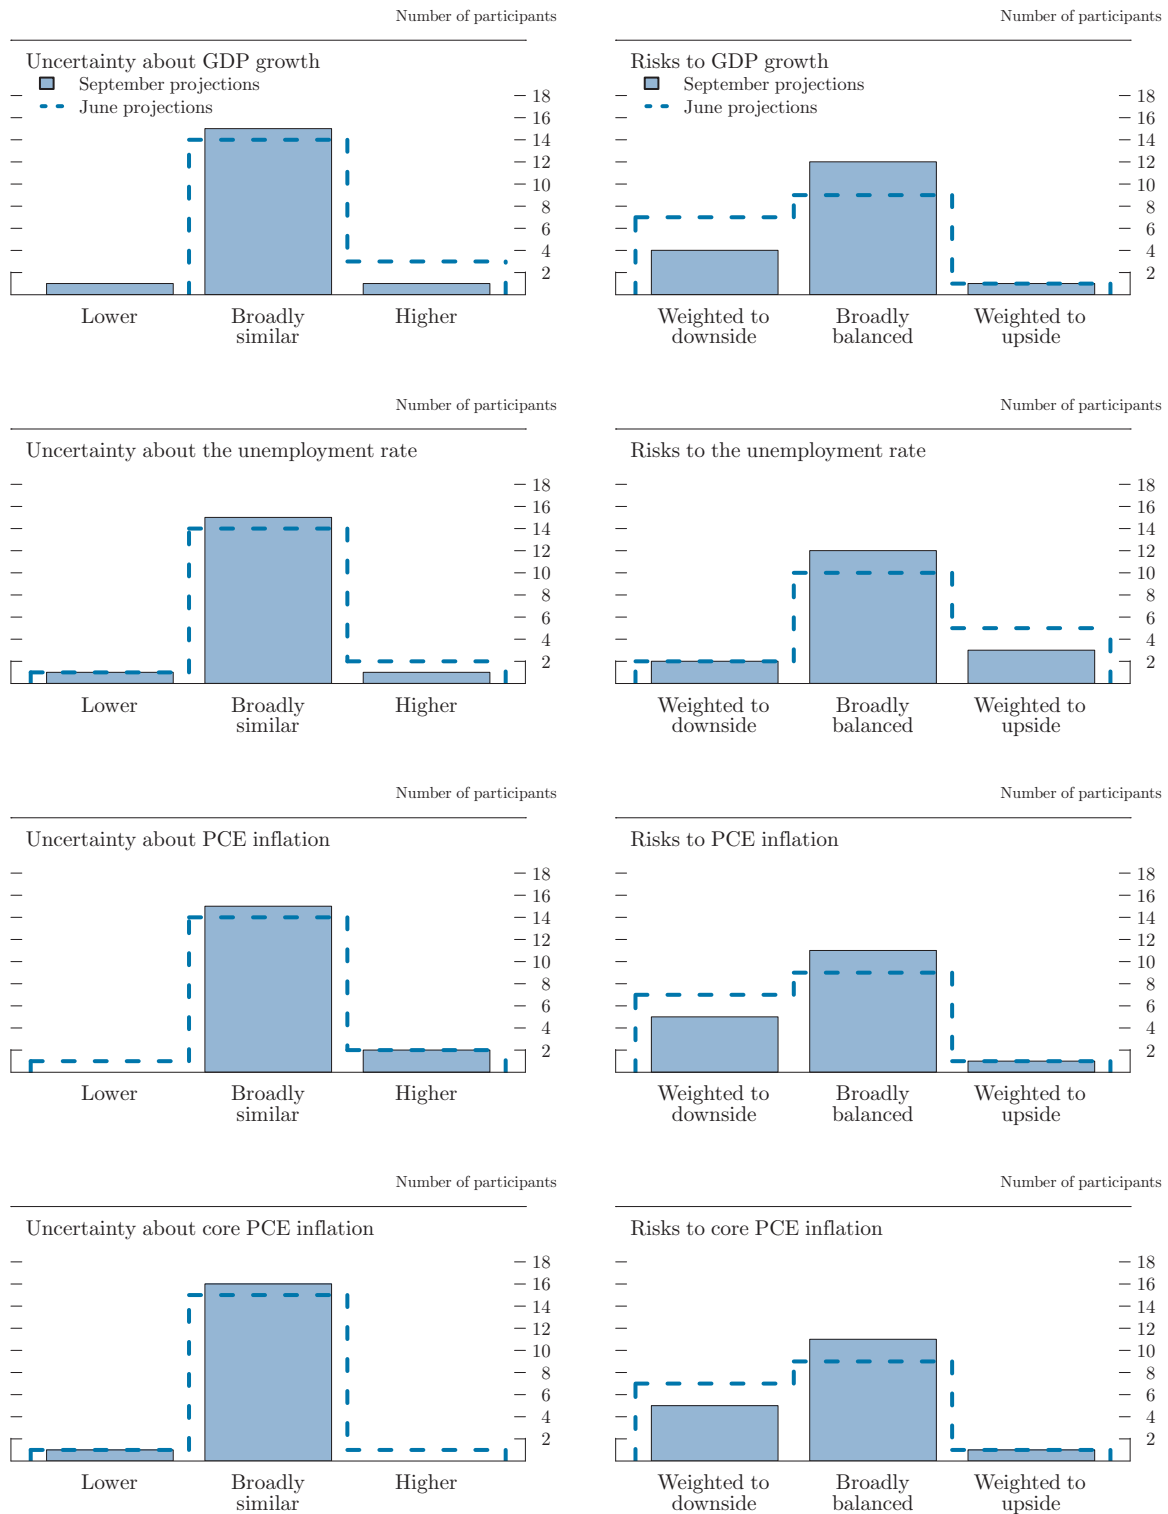 Number of participants
Uncertainty about GDP growth
September projections
June projections
18
16
14
12
10
8
6
4
2
Lower
Broadly
similar
Higher
Number of participants
Risks to GDP growth
September projections
June projections
18
16
14
12
10
8
6
4
2
Weighted to
downside
Broadly
balanced
Weighted to
upside
Number of participants
Uncertainty about the unemployment rate
18
16
14
12
10
8
6
4
2
Lower
Broadly
similar
Higher
Number of participants
Risks to the unemployment rate
18
16
14
12
10
8
6
4
2
Weighted to
downside
Broadly
balanced
Weighted to
upside
Number of participants
Uncertainty about PCE inflation
18
16
14
12
10
8
6
4
2
Lower
Broadly
similar
Higher
Number of participants
Risks to PCE inflation
18
16
14
12
10
8
6
4
2
Weighted to
downside
Broadly
balanced
Weighted to
upside
Number of participants
Uncertainty about core PCE inflation
18
16
14
12
10
8
6
4
2
Lower
Broadly
similar
Higher
Number of participants
Risks to core PCE inflation
18
16
14
12
10
8
6
4
2
Weighted to
downside
Broadly
balanced
Weighted to
upside